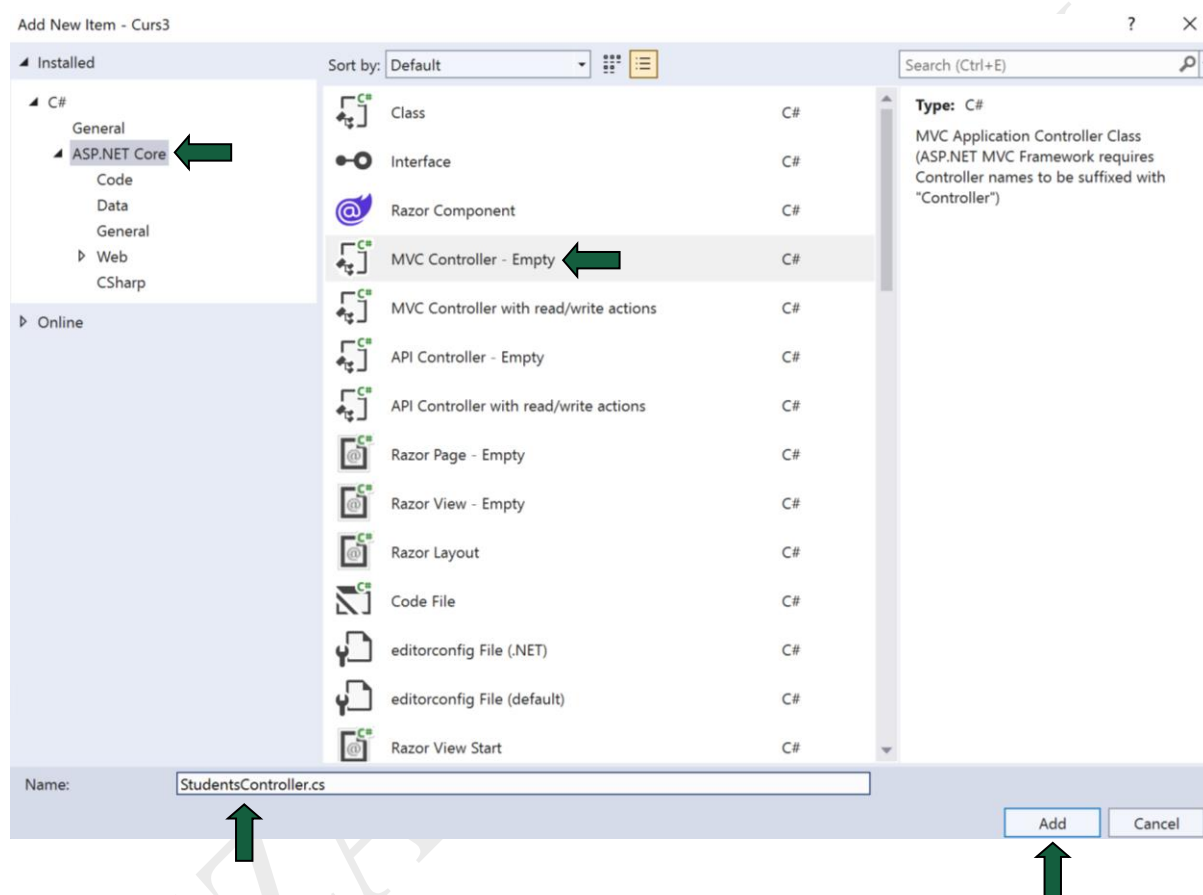 Add New Item - Curs3
?
Installed
Sort by: Default
Search (Ctrl+E)
C#
General
ASP.NET Core
Code
Data
General
Web
CSharp
Online
Class C#
Interface C#
Razor Component C#
MVC Controller - Empty C#
MVC Controller with read/write actions C#
API Controller - Empty C#
API Controller with read/write actions C#
Razor Page - Empty C#
Razor View - Empty C#
Razor Layout C#
Code File C#
editorconfig File (.NET) C#
editorconfig File (default) C#
Razor View Start C#
Type: C#
MVC Application Controller Class
(ASP.NET MVC Framework requires
Controller names to be suffixed with
"Controller")
Name: StudentsController.cs
Add Cancel